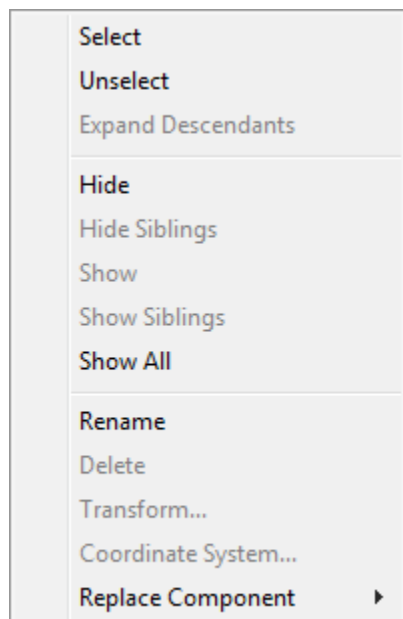 Select
Unselect
Expand Descendants
Hide
Hide Siblings
Show
Show Siblings
Show All
Rename
Delete
Transform...
Coordinate System...
Replace Component